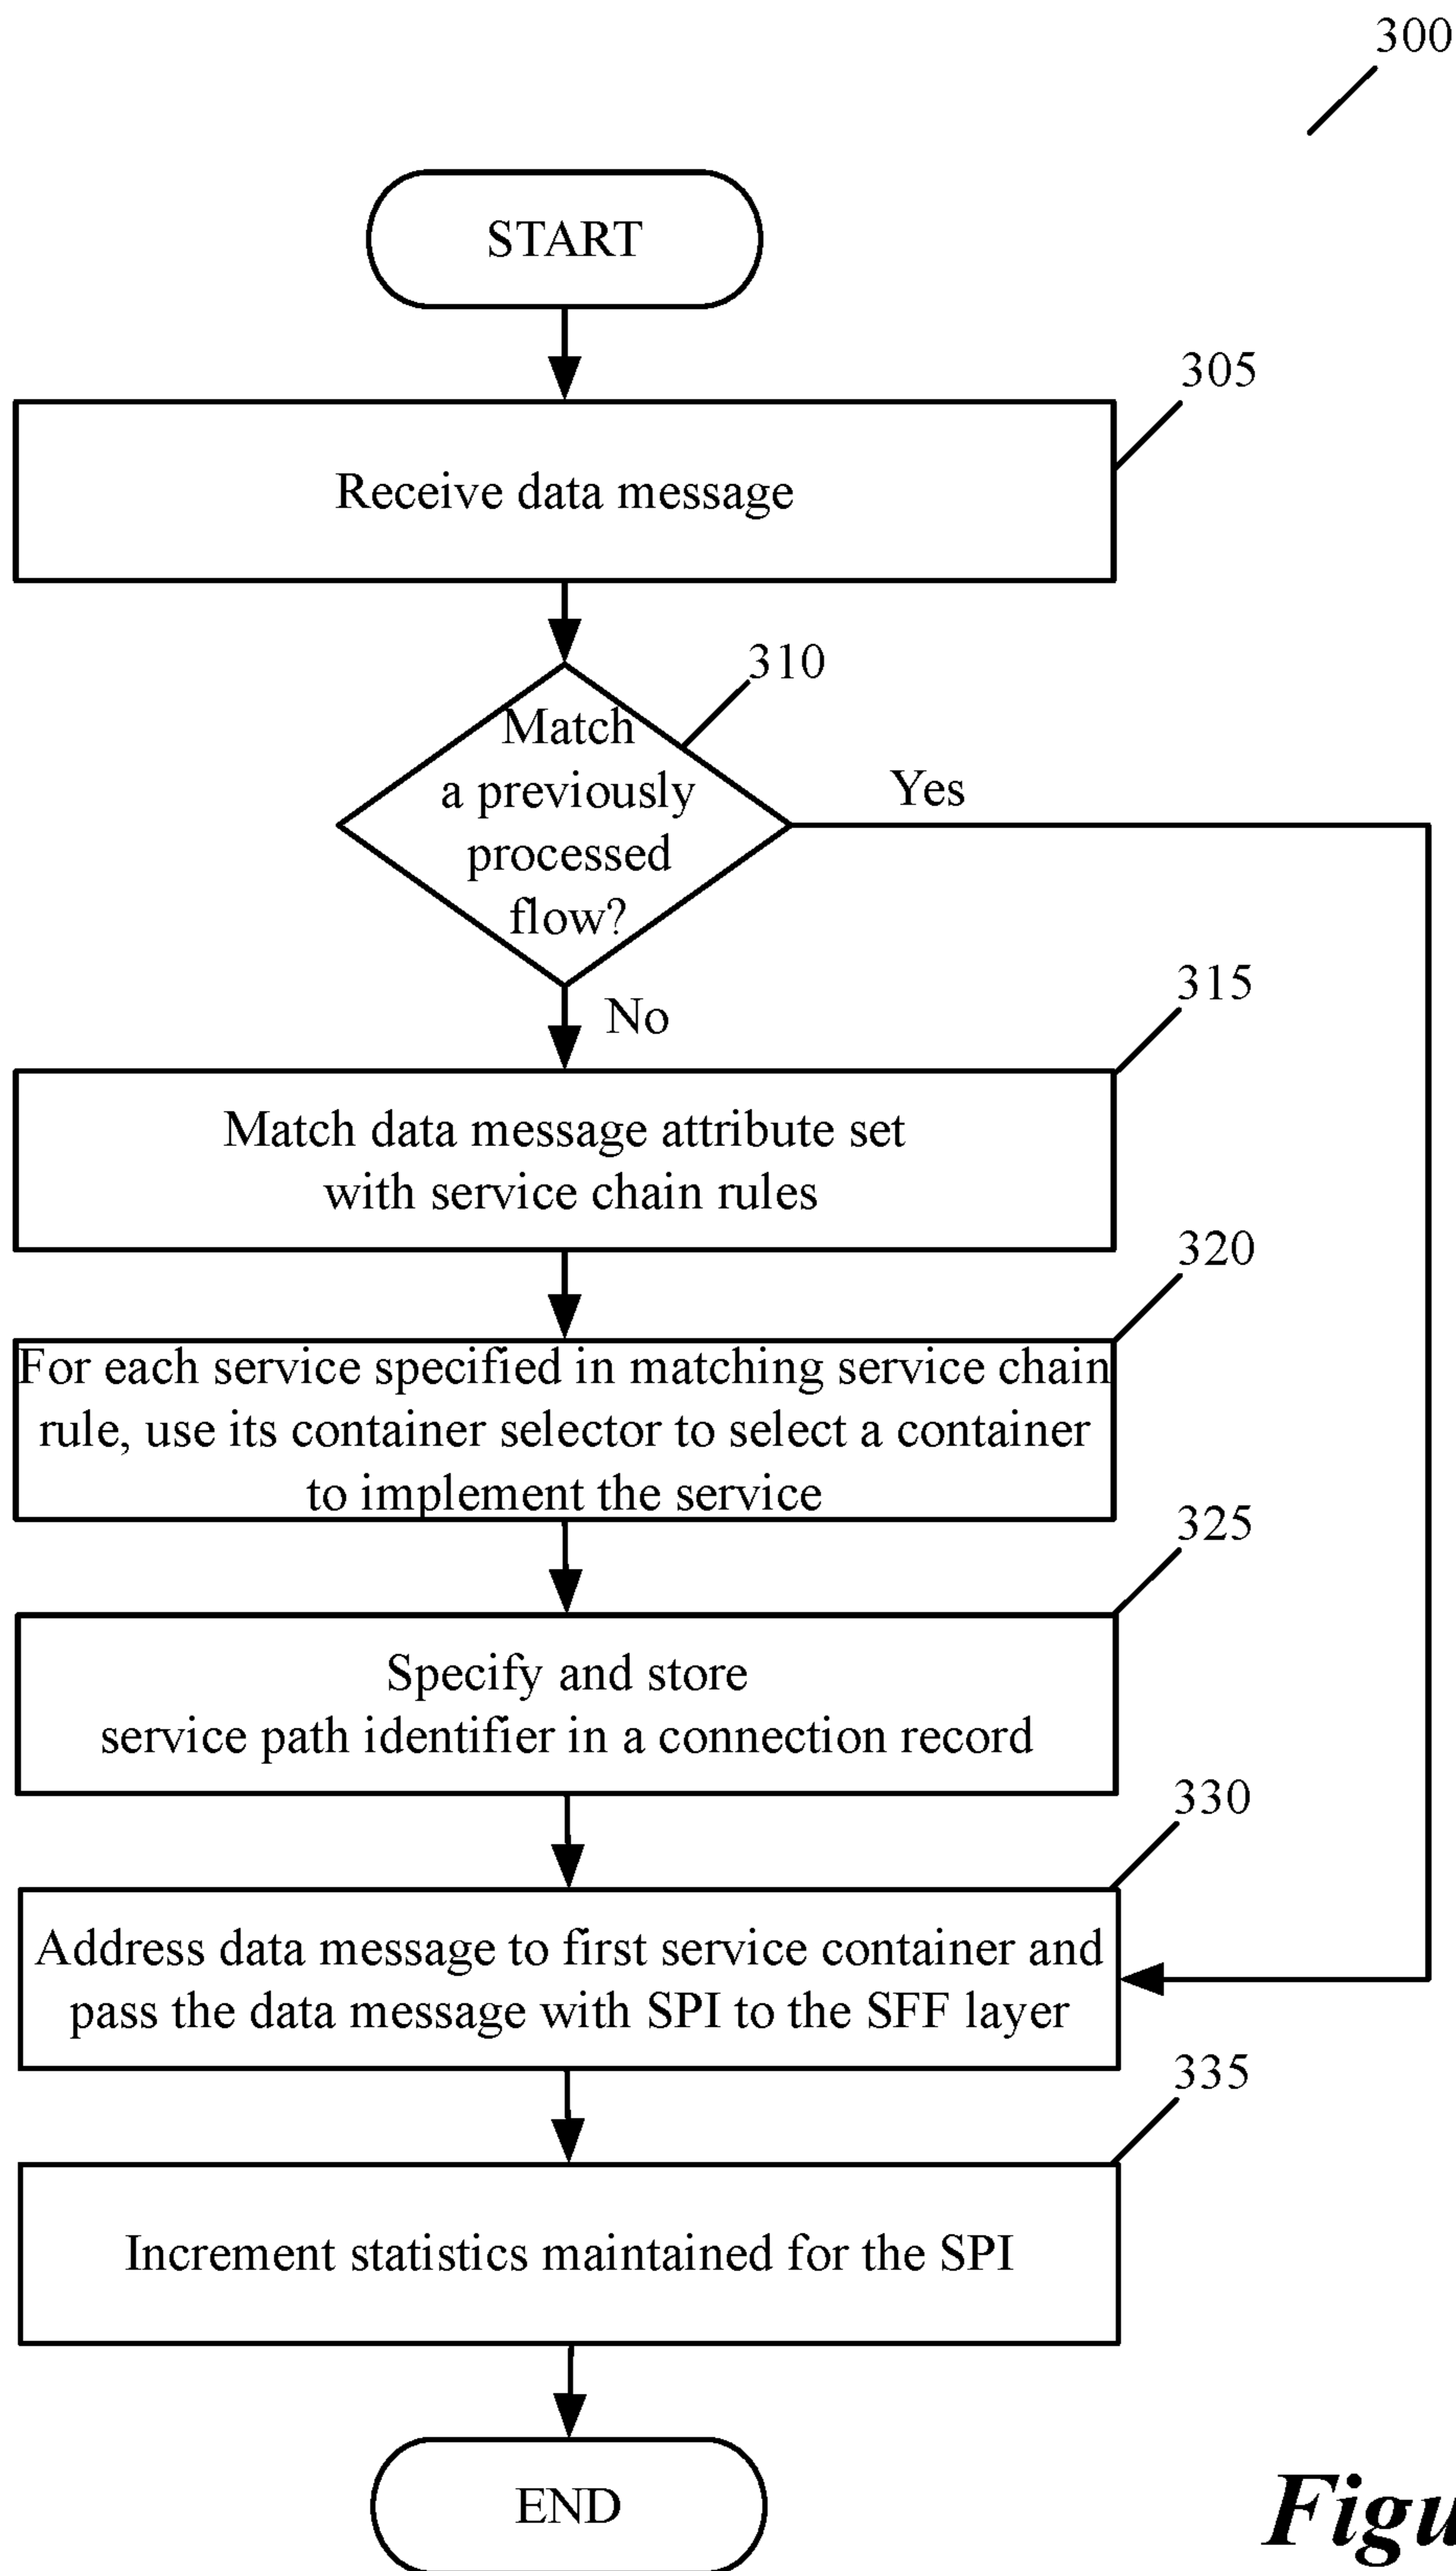 300
START
305
Receive data message
310
Match
a previously
processed
flow?
Yes
No
315
Match data message attribute set
with service chain rules
320
For each service specified in matching service chain
rule, use its container selector to select a container
to implement the service
325
Specify and store
service path identifier in a connection record
330
Address data message to first service container and
pass the data message with SPI to the SFF layer
335
Increment statistics maintained for the SPI
END